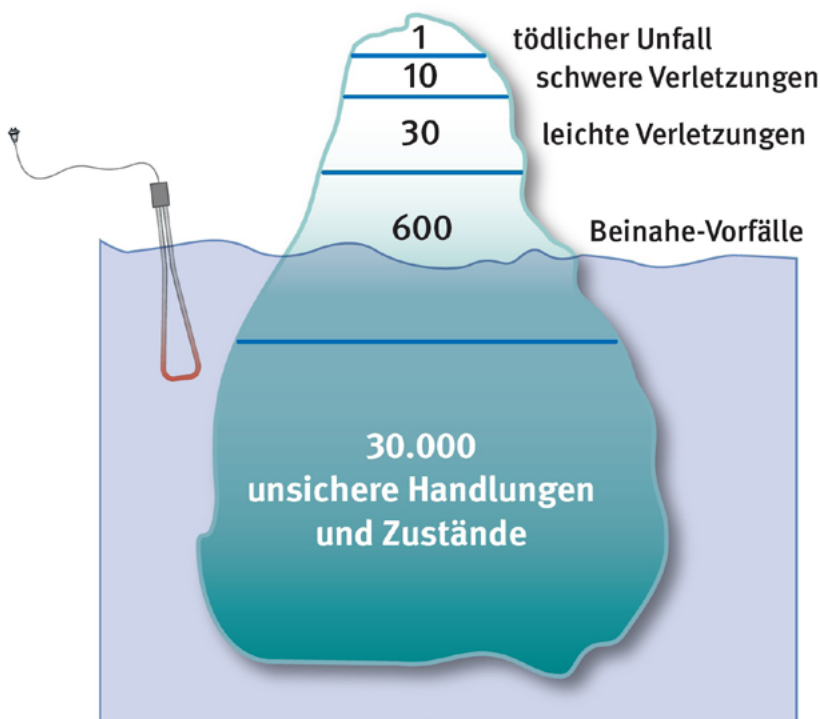 1 tödlicher Unfall
10 schwere Verletzungen
30 leichte Verletzungen
600 Beinahe-Vorfälle
30.000
unsichere Handlungen
und Zustände